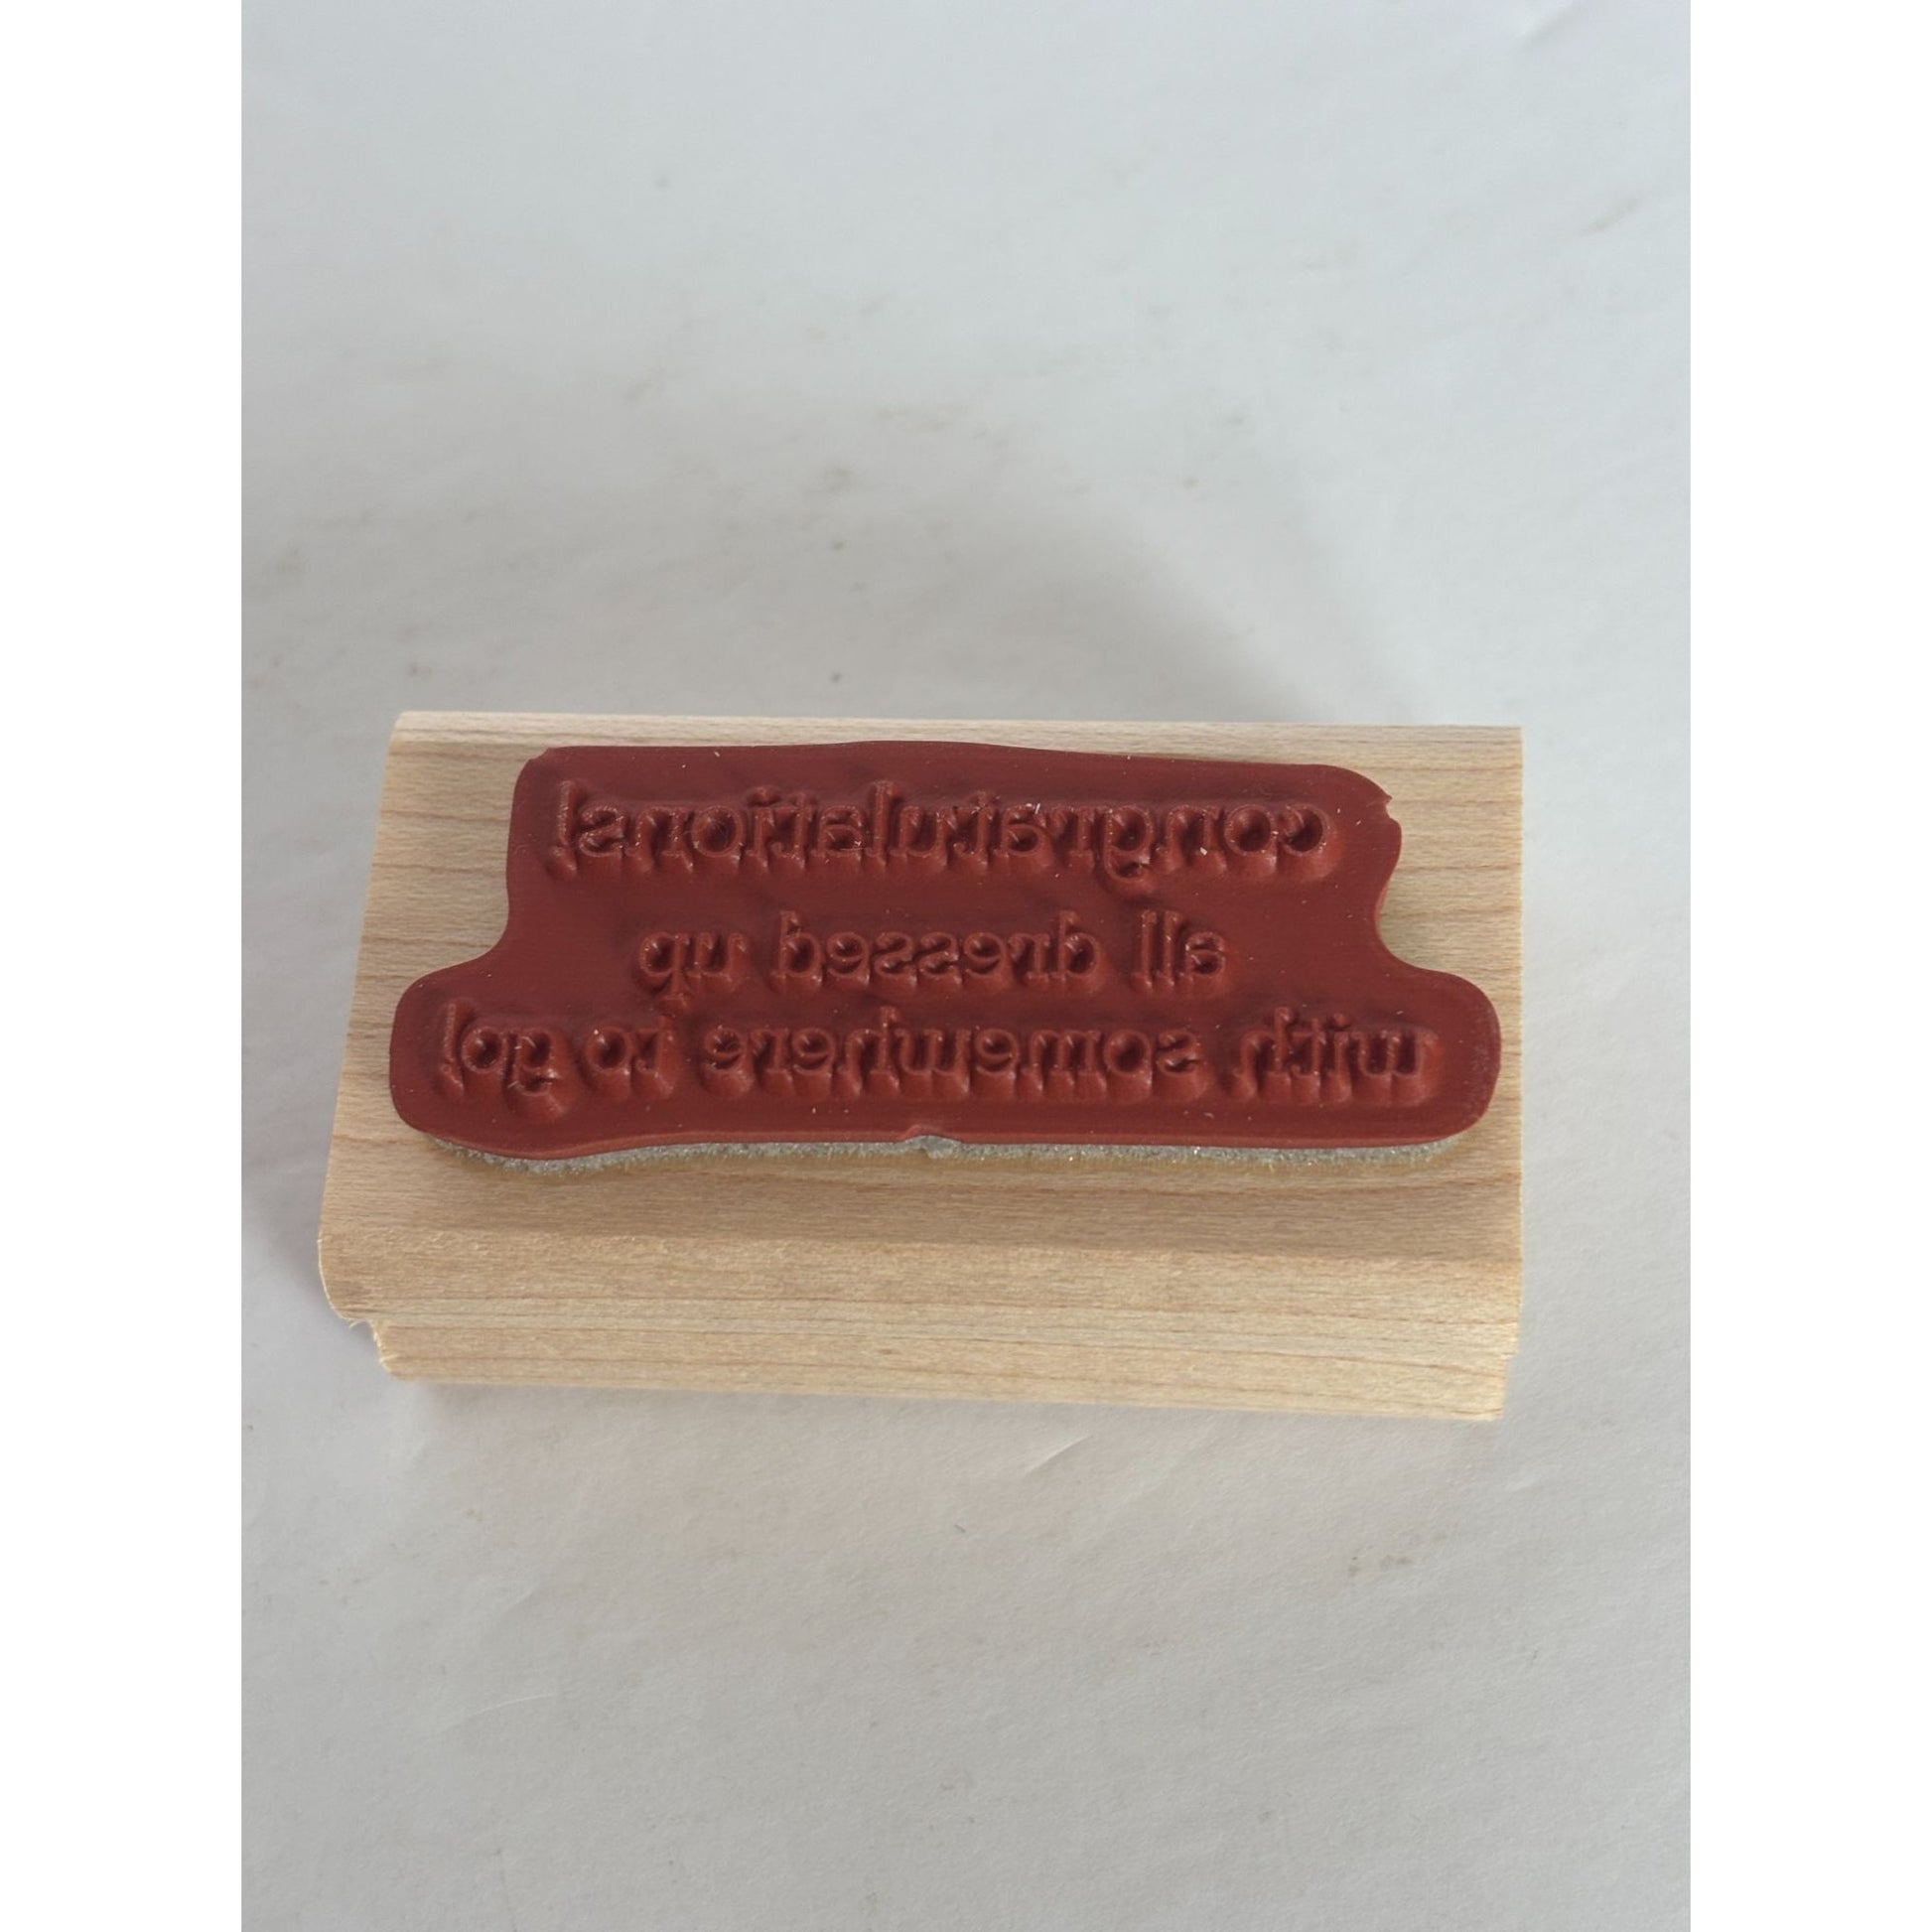 congratulations!
all dressed up
with somewhere to go!